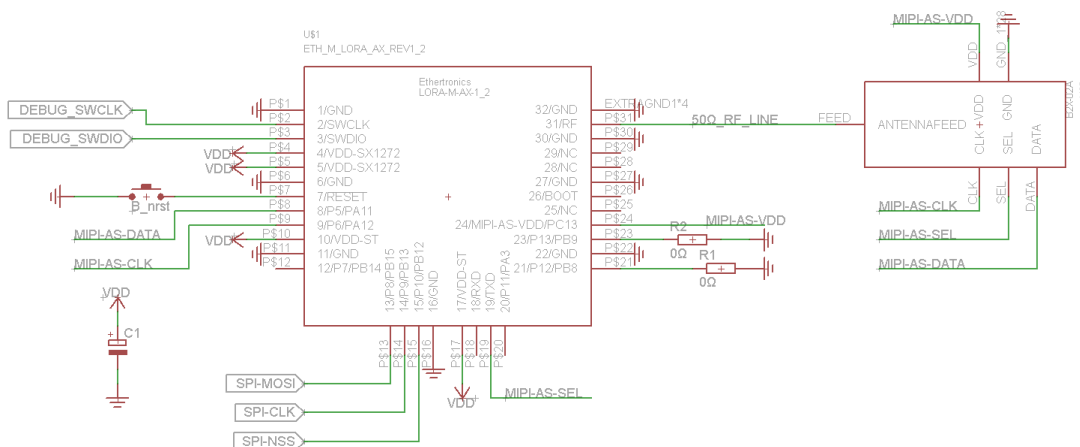 U$1
ETH_M_LORA_AX_REV1_2
Ethertronics
LORA-M-AX-1_2
DEBUG_SWCLK
DEBUG_SWDIO
VDD
VDD
B_nrst
MIPI-AS-DATA
VDD
MIPI-AS-CLK
P$1
P$2
P$3
P$4
P$5
P$6
P$7
P$8
P$9
P$10
P$11
P$12
1/GND
2/SWCLK
3/SWDIO
4/VDD-SX1272
5/VDD-SX1272
6/GND
7/RESET
8/P5/PA11
9/P6/PA12
10/VDD-ST
11/GND
12/P7/PB14
13/P8/PB15
14/P9/PB13
15/P10/PB12
16/GND
17/VDD-ST
18/RXD
19/TXD
20/P11/PA3
32/GND
31/RF
30/GND
29/NC
28/NC
27/GND
26/BOOT
25/NC
24/MIPI-AS-VDD/PC13
23/P13/PB9
22/GND
21/P12/PB8
EXTRAGND1*4
P$31
P$30
P$29
P$28
P$27
P$26
P$25
P$24
P$23
P$22
P$21
50Ω_RF_LINE
FEED
MIPI-AS-VDD
R2
0Ω
R1
0Ω
P$13
P$14
P$15
P$16
P$17
P$18
P$19
P$20
SPI-MOSI
SPI-CLK
SPI-NSS
VDD
MIPI-AS-SEL
VDD
C1
MIPI-AS-VDD
VDD
ANTENNAFEED
CLK
VDD
SEL
GND
DATA
CLK
SEL
DATA
MIPI-AS-CLK
MIPI-AS-SEL
MIPI-AS-DATA